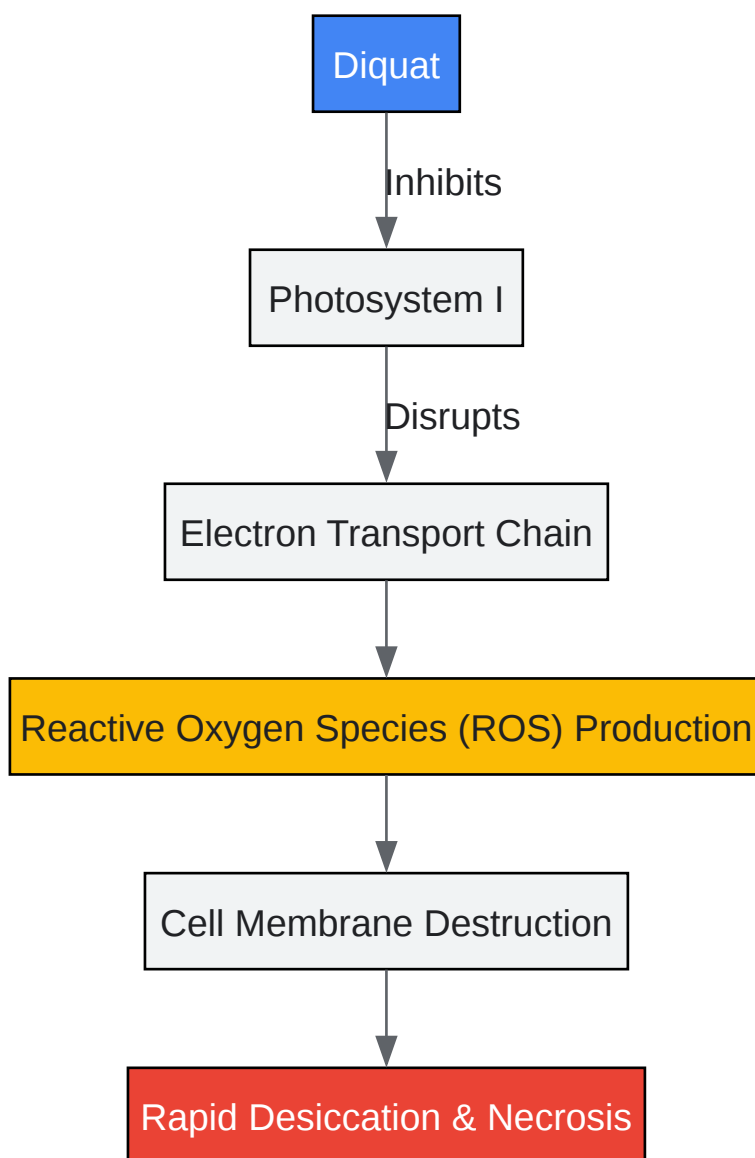 Diquat
Inhibits
Photosystem I
Disrupts
Electron Transport Chain
Reactive Oxygen Species (ROS) Production
Cell Membrane Destruction
Rapid Desiccation & Necrosis